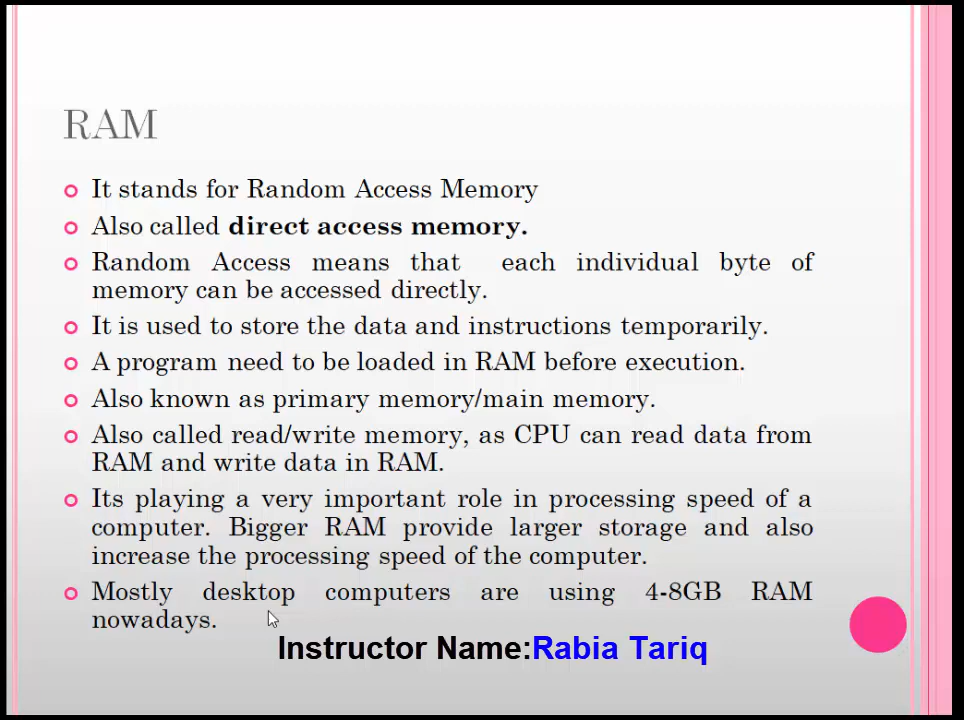 RAM
It stands for Random Access Memory
Also called direct access memory.
Random Access means that each individual byte of
memory can be accessed directly.
It is used to store the data and instructions temporarily.
A program need to be loaded in RAM before execution.
Also known as primary memory/main memory.
Also called read/write memory, as CPU can read data from
RAM and write data in RAM.
Its playing a very important role in processing speed of a
computer. Bigger RAM provide larger storage and also
increase the processing speed of the computer.
Mostly desktop computers are using 4-8GB RAM
nowadays.
Instructor Name:Rabia Tariq